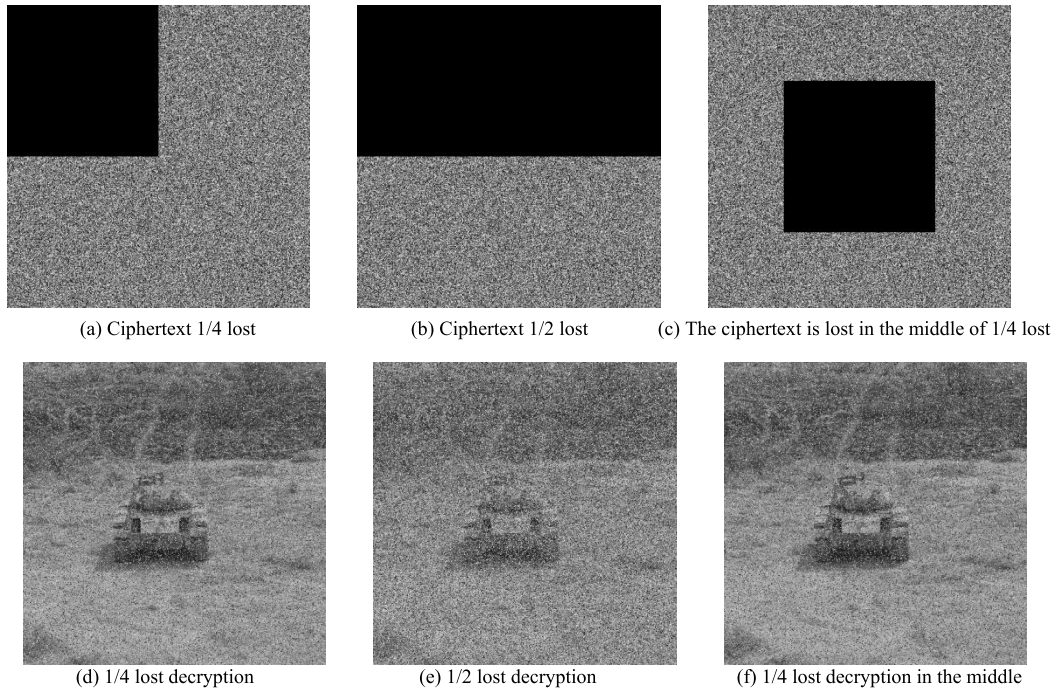 (a) Ciphertext 1/4 lost
(b) Ciphertext 1/2 lost
(c) The ciphertext is lost in the middle of 1/4 lost
(d) 1/4 lost decryption
(e) 1/2 lost decryption
(f) 1/4 lost decryption in the middle